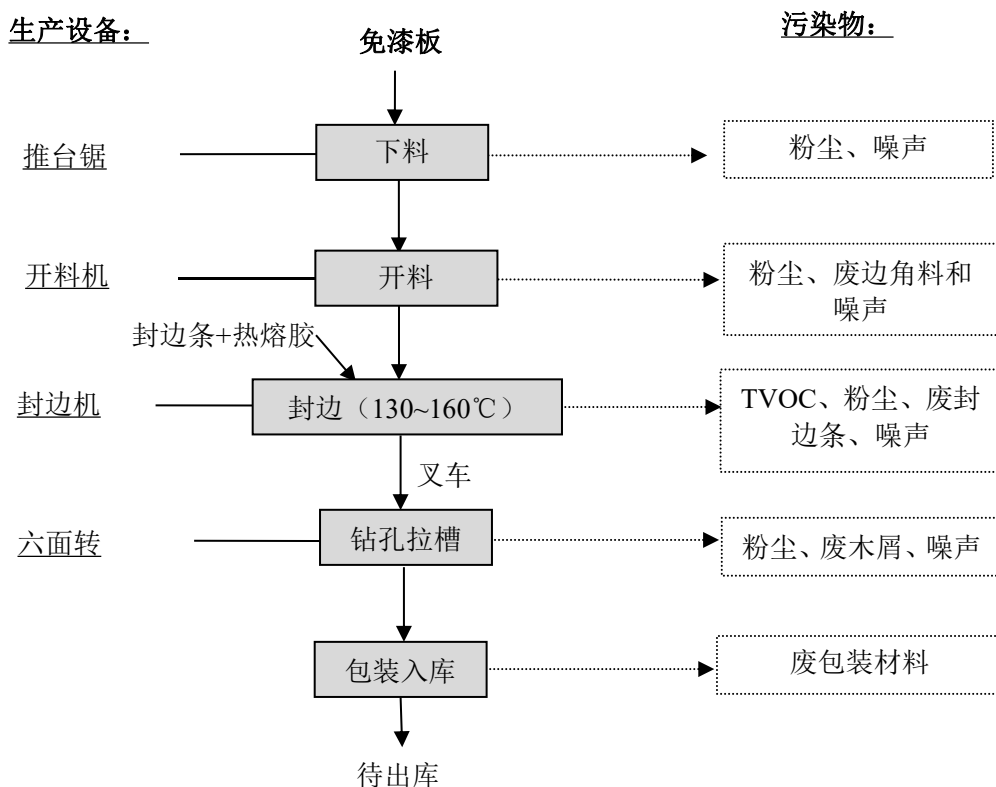 生产设备：
免漆板
污染物：
推台锯
下料
粉尘、噪声
开料机
开料
粉尘、废边角料和
噪声
封边条+热熔胶
封边机
封边（130~160℃）
TVOC、粉尘、废封
边条、噪声
叉车
六面转
钻孔拉槽
粉尘、废木屑、噪声
包装入库
废包装材料
待出库